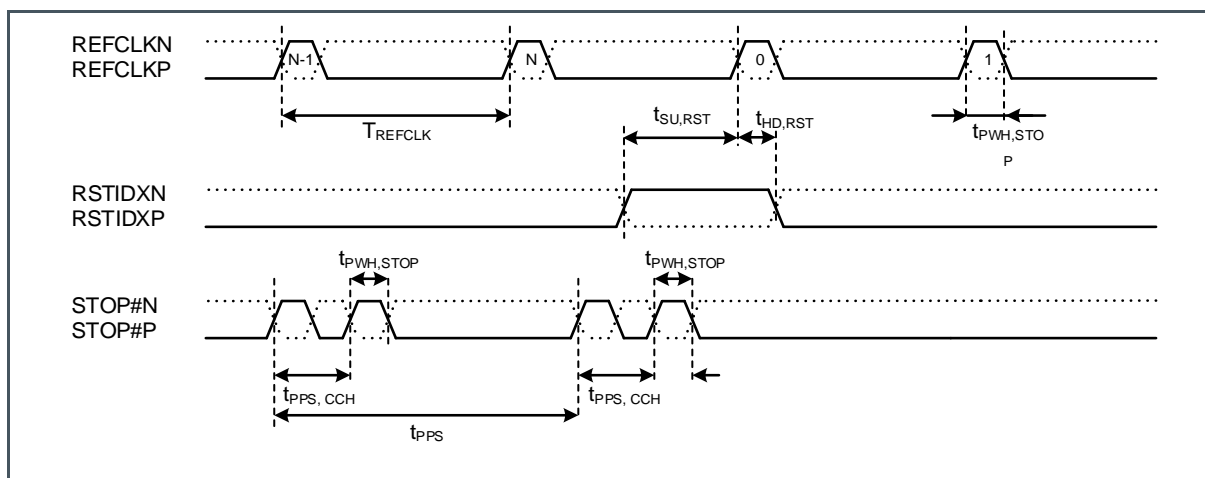 REFCLKN
REFCLKP
N-1
N
0
1
TREFCLK
tSU,RST
tHD,RST
tPWH,STO
P
RSTIDXN
RSTIDXP
tPWH,STOP
tPWH,STOP
STOP#N
STOP#P
tPPS, CCH
tPPS, CCH
tPPS